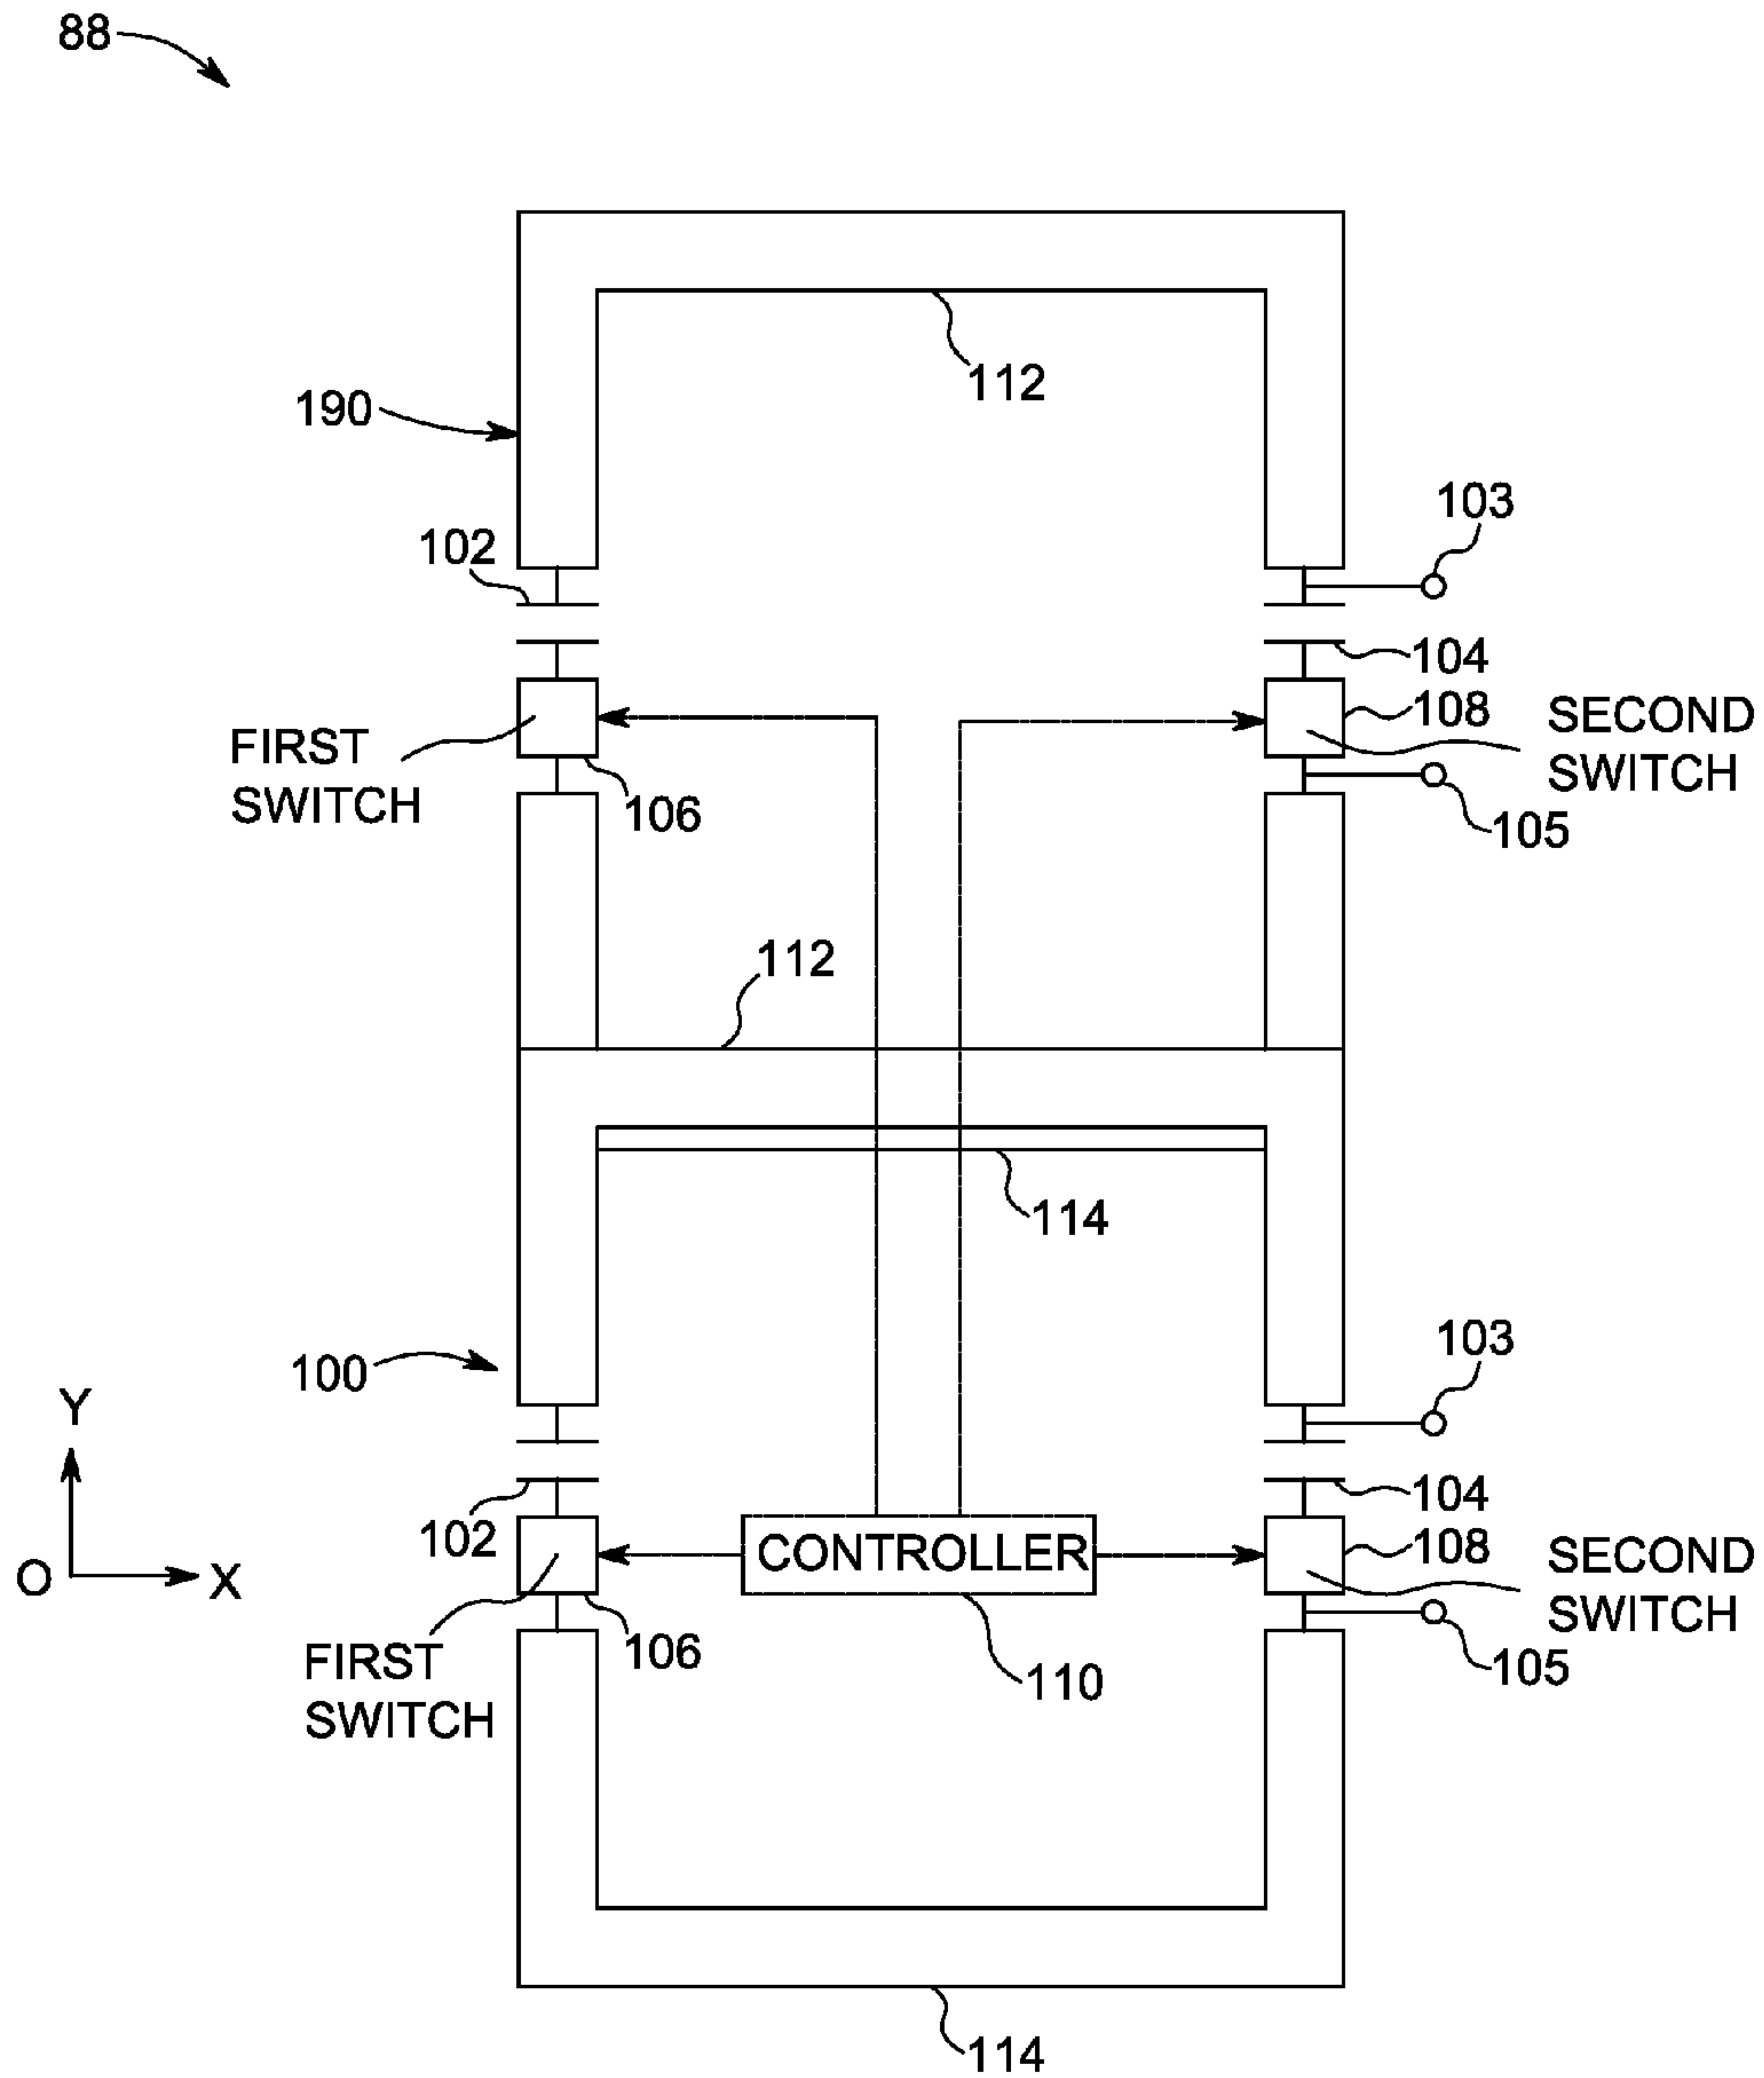 88
112
190
103
102
104
108
SECOND
SWITCH
FIRST
SWITCH
106
105
112
114
103
100
Y
104
102
CONTROLLER
108
SECOND
SWITCH
O
X
FIRST
SWITCH
106
110
105
114